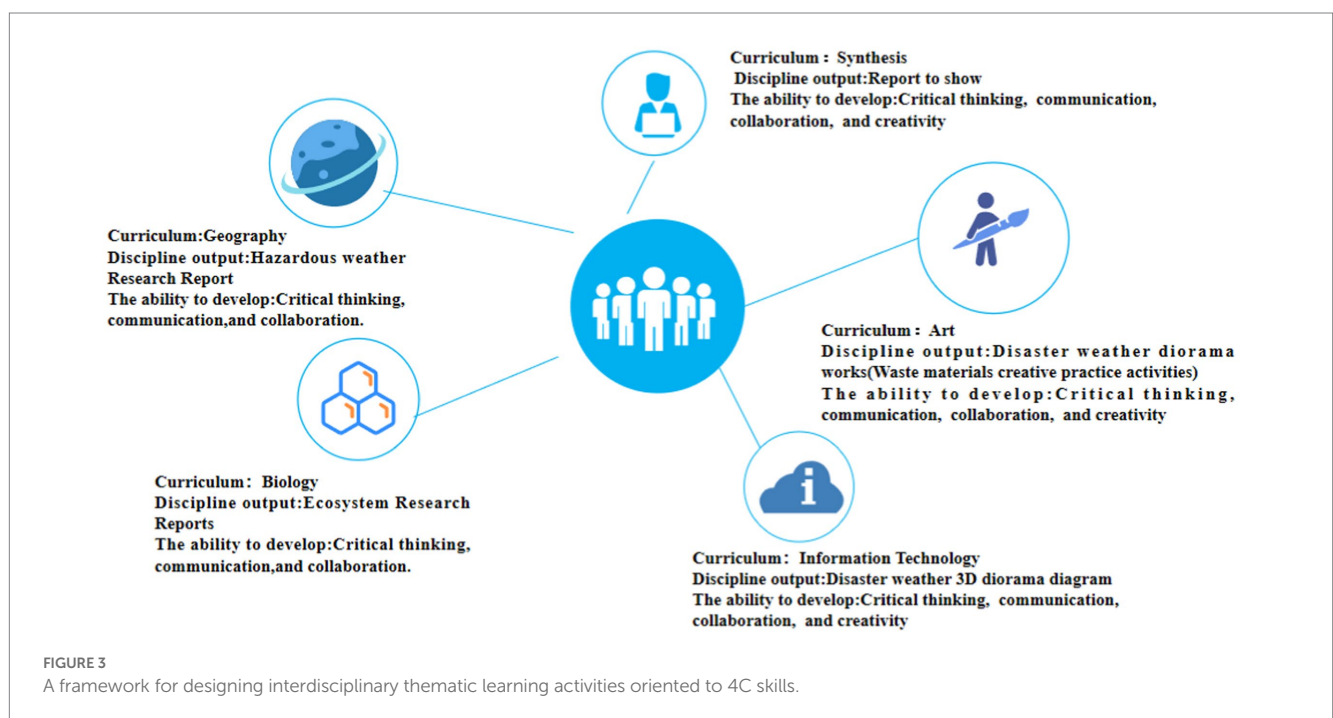 Curriculum： Synthesis
Discipline output:Report to show
The ability to develop:Critical thinking, communication,
collaboration, and creativity
Curriculum:Geography
Discipline output:Hazardous weather
Research Report
The ability to develop:Critical thinking,
communication,and collaboration.
Curriculum： Art
Discipline output:Disaster weather diorama
works(Waste materials creative practice activities)
The ability to develop:Critical thinking,
communication, collaboration, and creativity
Curriculum： Biology
Discipline output:Ecosystem Research
Reports
The ability to develop:Critical thinking,
communication,and collaboration.
i
Curriculum： Information Technology
Discipline output:Disaster weather 3D diorama diagram
The ability to develop:Critical thinking, communication,
collaboration, and creativity
FIGURE 3
A framework for designing interdisciplinary thematic learning activities oriented to 4C skills.